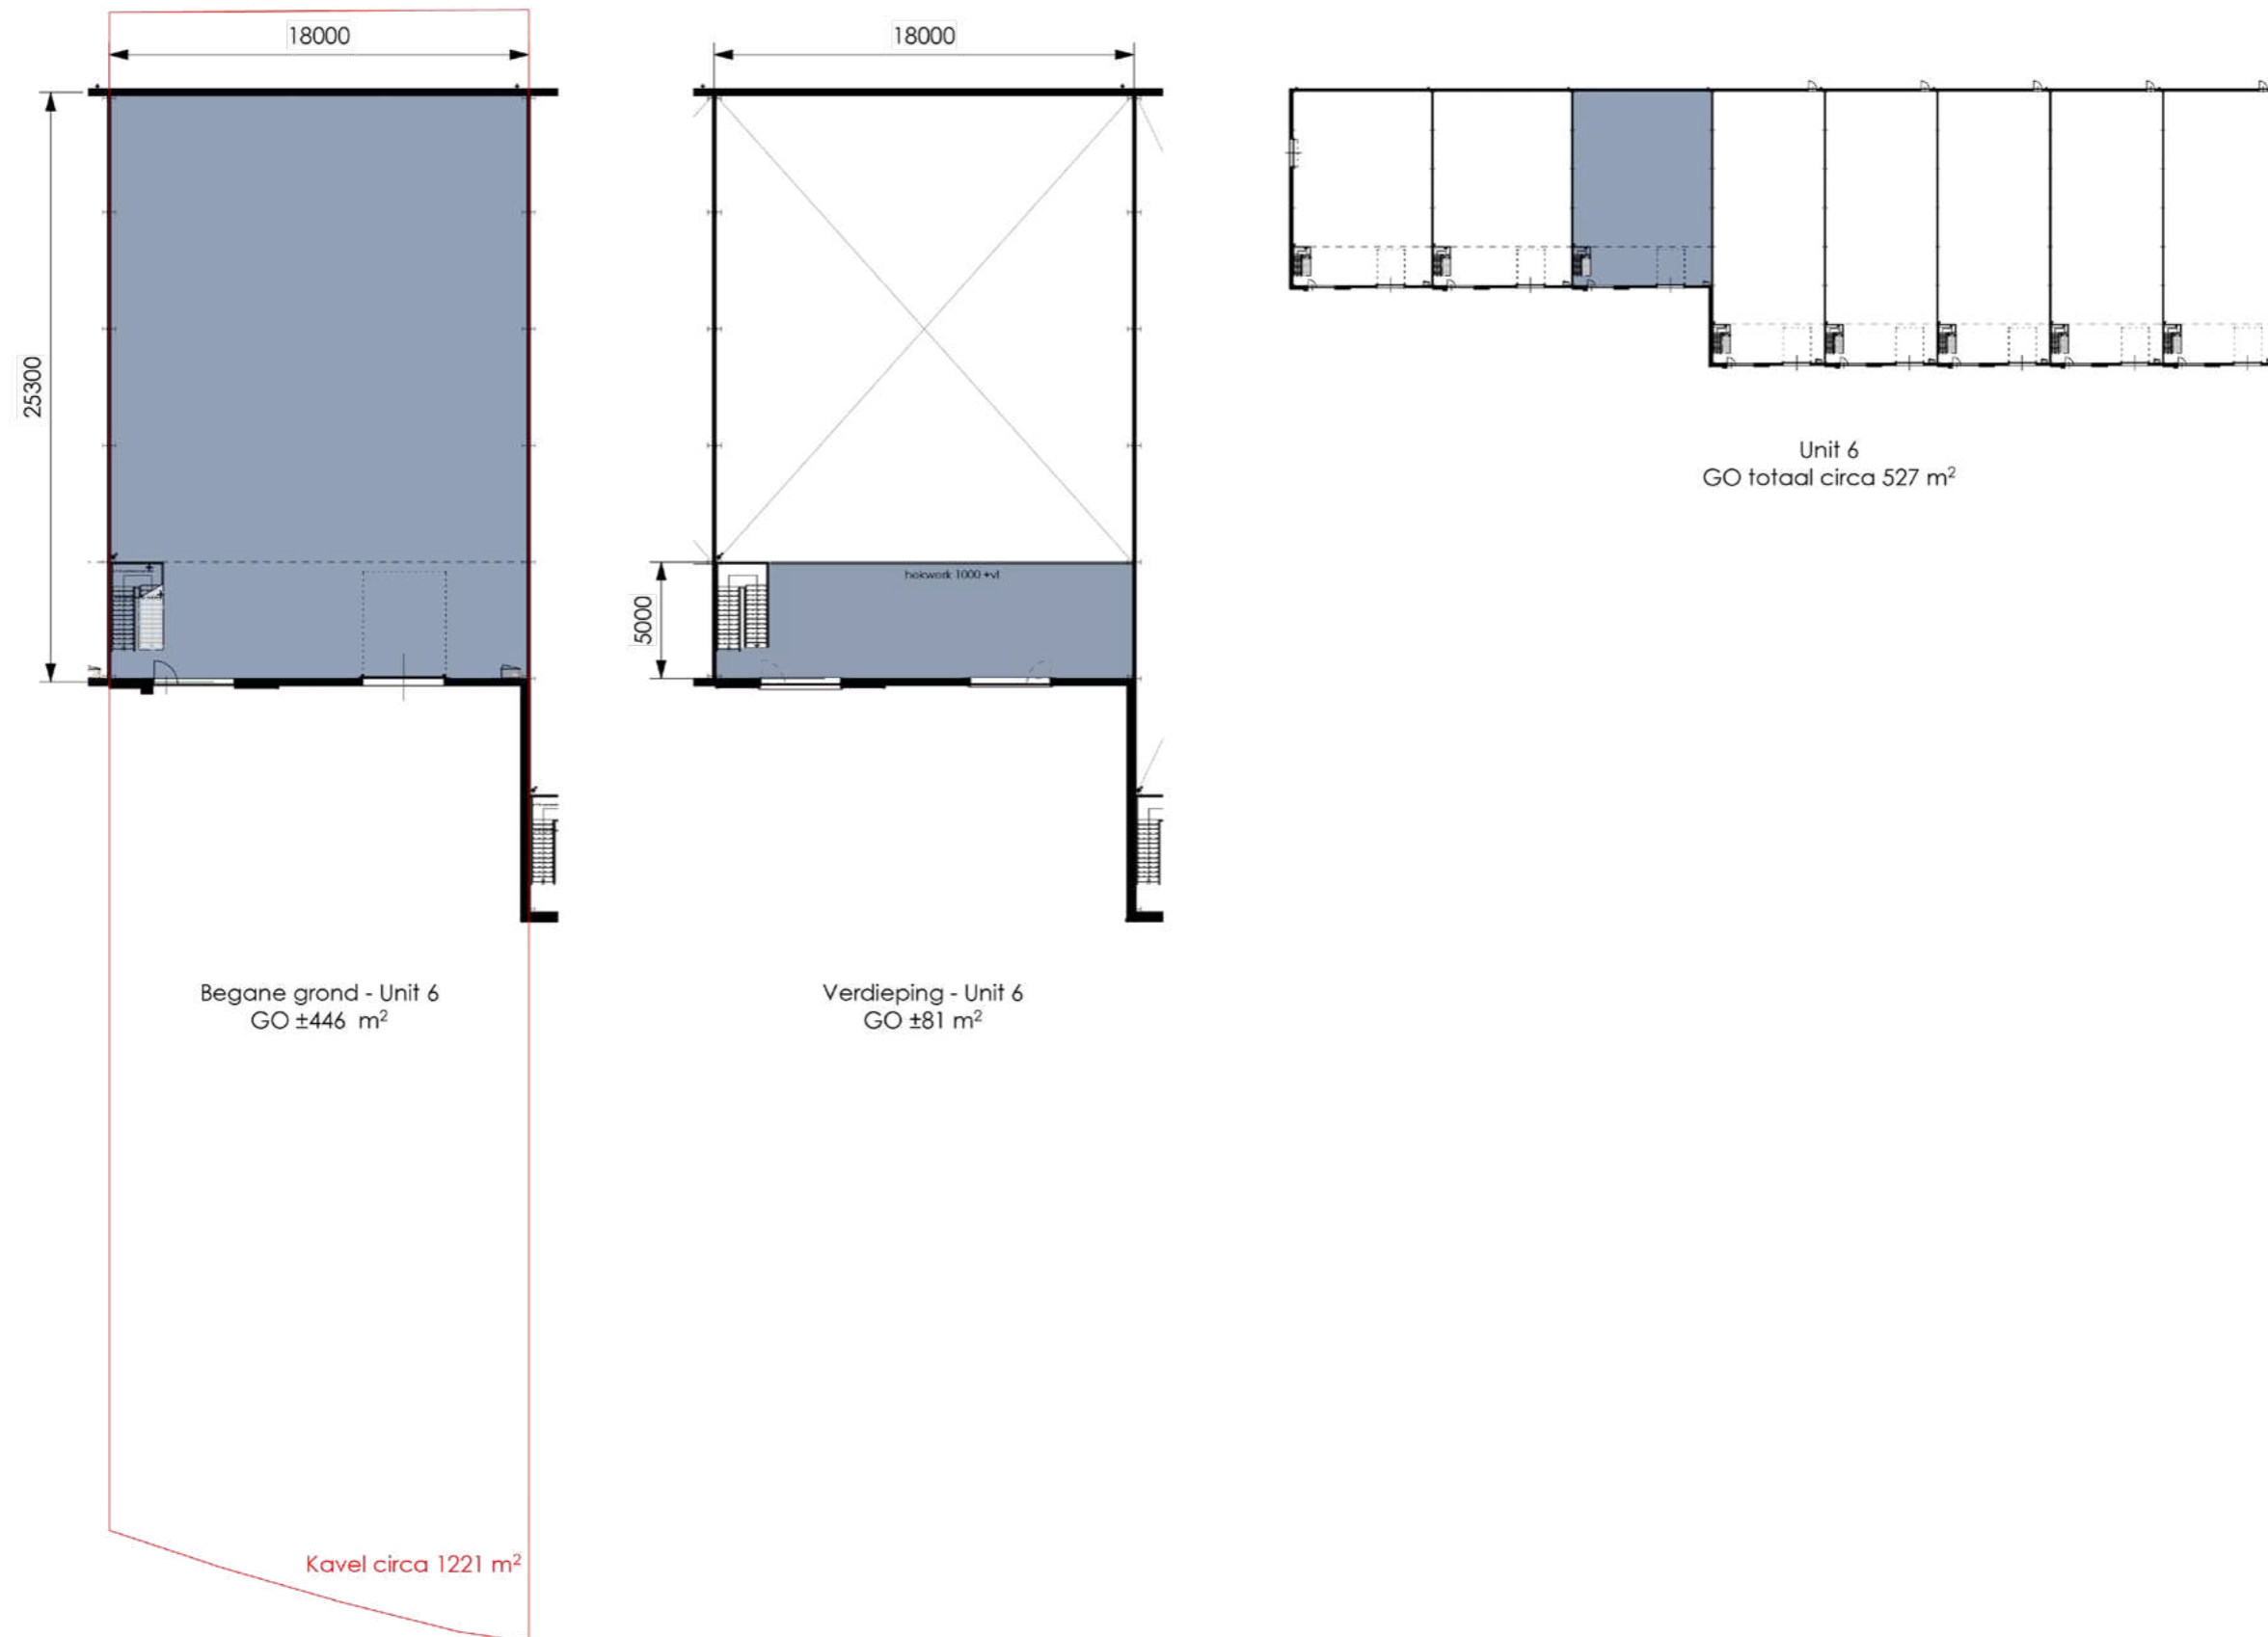 18000
25300
Begane grond - Unit 6
GO ±446 m²
Kavel circa 1221 m²
18000
5000
hekwerk 1000 +vl
Verdieping - Unit 6
GO ±81 m²
Unit 6
GO totaal circa 527 m²